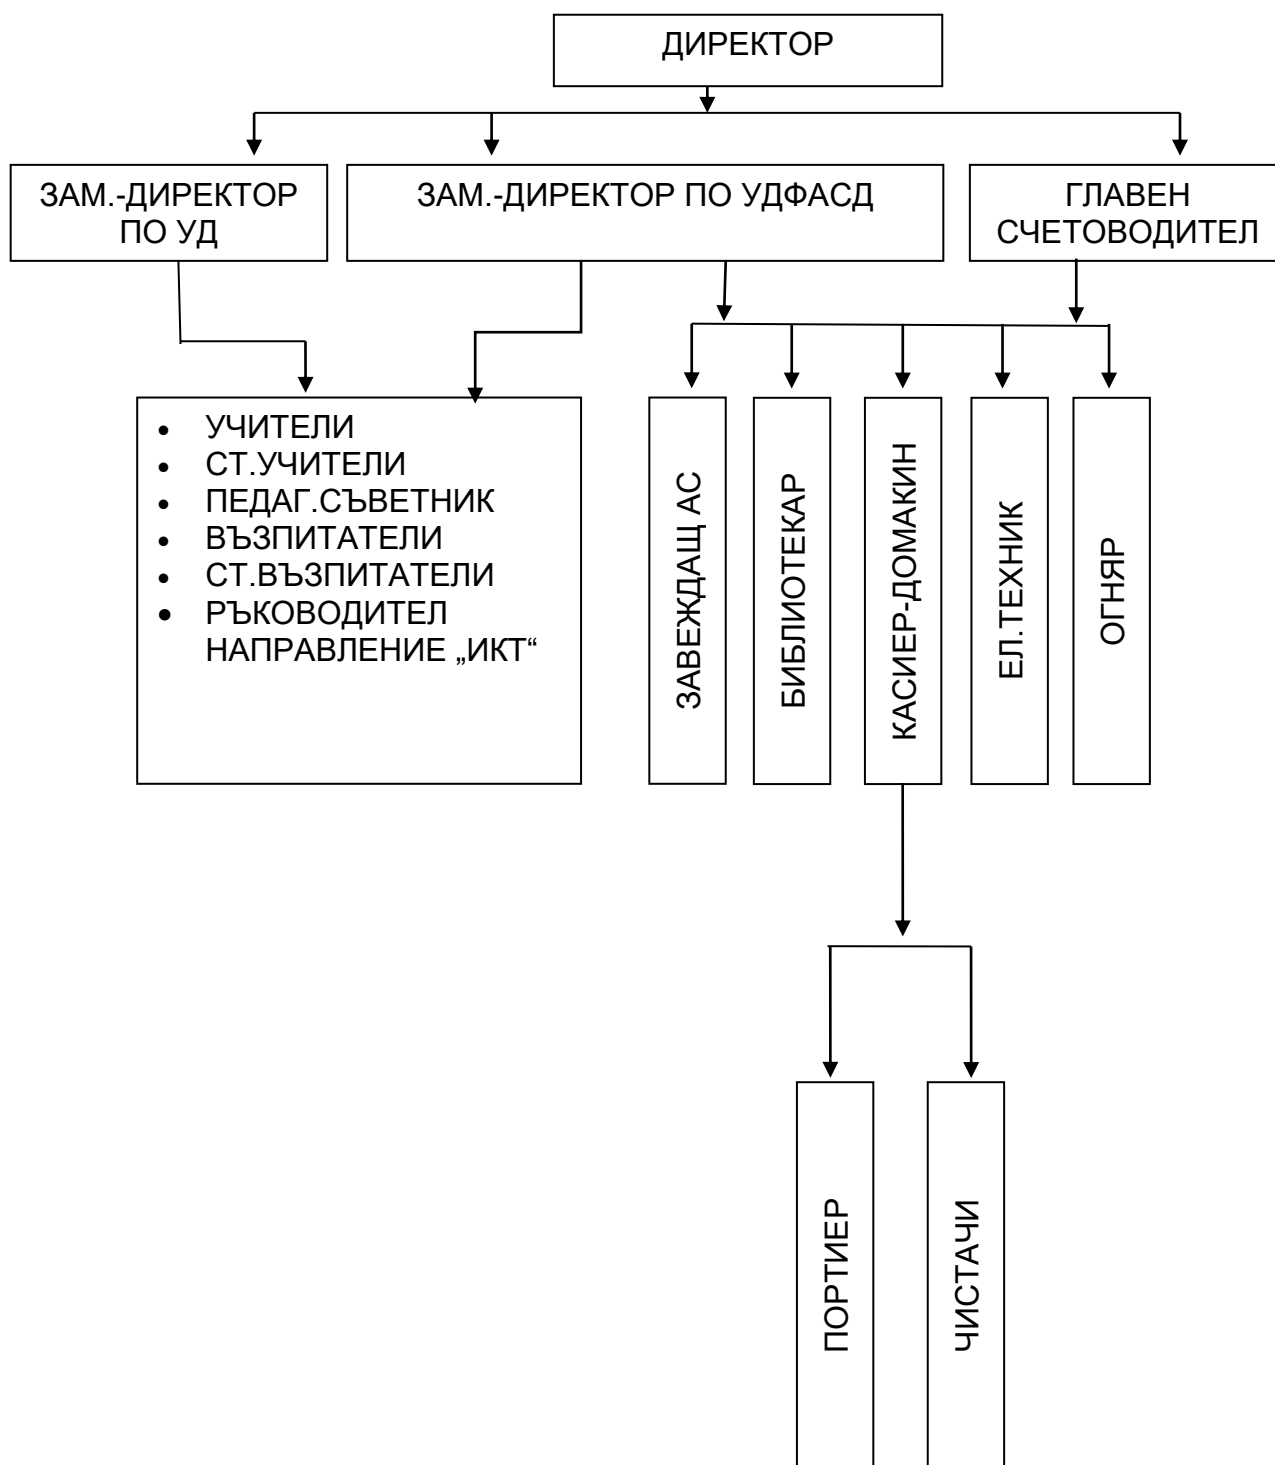 ДИРЕКТОР
ЗАМ.-ДИРЕКТОР
ПО УД
ЗАМ.-ДИРЕКТОР ПО УДФАСД
ГЛАВЕН
СЧЕТОВОДИТЕЛ
• УЧИТЕЛИ
• СТ.УЧИТЕЛИ
• ПЕДАГ.СЪВЕТНИК
• ВЪЗПИТАТЕЛИ
• СТ.ВЪЗПИТАТЕЛИ
• РЪКОВОДИТЕЛ
НАПРАВЛЕНИЕ „ИКТ“
ЗАВЕЖДАЩ АС
БИБЛИОТЕКАР
КАСИЕР-ДОМАКИН
ЕЛ.ТЕХНИК
ОГНЯР
ПОРТИЕР
ЧИСТАЧИ